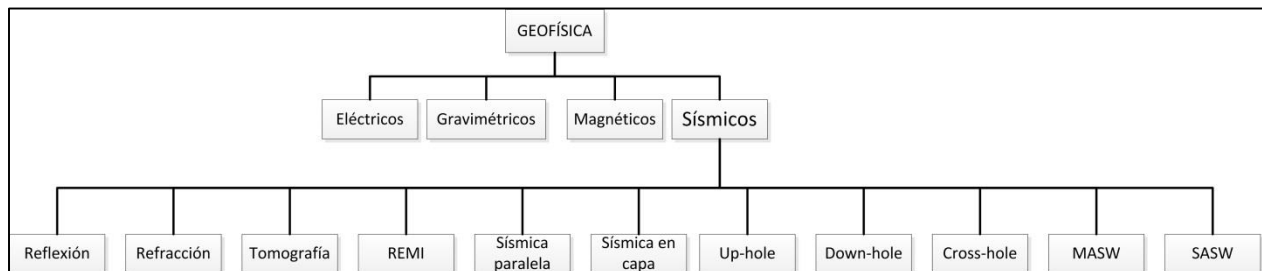 GEOFÍSICA
Eléctricos
Gravimétricos
Magnéticos
Sísmicos
Reflexión
Refracción
Tomografía
REMI
Sísmica
paralela
Sísmica en
capa
Up-hole
Down-hole
Cross-hole
MASW
SASW